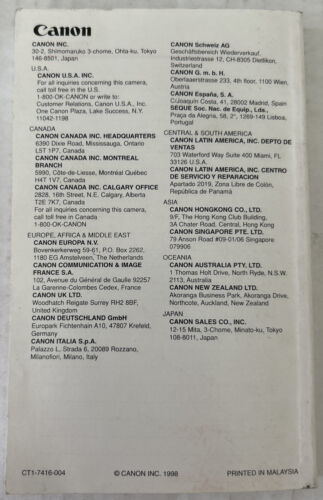 Canon
CANON INC.
30-2, Shimomaruko 3-chome, Ohta-ku, Tokyo
146-8501, Japan
U.S.A.
CANON U.S.A. INC.
For all inquiries concerning this camera,
call toll free in the U.S.
1-800-OK-CANON or write to:
Customer Relations, Canon U.S.A., Inc.
One Canon Plaza, Lake Success, N.Y.
11042-1198
CANADA
CANON CANADA INC. HEADQUARTERS
6390 Dixie Road, Mississauga, Ontario
L5T 1P7, Canada
CANON CANADA INC. MONTREAL
BRANCH
5990, Côte-de-Liesse, Montréal Québec
H4T 1V7, Canada
CANON CANADA INC. CALGARY OFFICE
2828, 16th Street, N.E. Calgary, Alberta
T2E 7K7, Canada
For all inquiries concerning this camera,
call toll free in Canada
1-800-OK-CANON
EUROPE, AFRICA & MIDDLE EAST
CANON EUROPA N.V.
Bovenkerkerweg 59-61, P.O. Box 2262,
1180 EG Amstelveen, The Netherlands
CANON COMMUNICATION & IMAGE
FRANCE S.A.
102, Avenue du Général de Gaulle 92257
La Garenne-Colombes Cedex, France
CANON UK LTD.
Woodhatch Reigate Surrey RH2 8BF,
United Kingdom
CANON DEUTSCHLAND GmbH
Europark Fichtenhain A10, 47807 Krefeld,
Germany
CANON ITALIA S.p.A.
Palazzo L, Strada 6, 20089 Rozzano,
Milanofiori, Milano, Italy
CANON Schweiz AG
Geschäftsbereich Wiederverkauf,
Industriestrasse 12, CH-8305 Dietlikon,
Switzerland
CANON G. m. b. H.
Oberlaaerstrasse 233, 4th floor, 1100 Wien,
Austria
CANON España, S. A.
C/Joaquín Costa, 41, 28002 Madrid, Spain
SEQUE Soc. Nac. de Equip., Lda.,
Praça da Alegria, 58, 2°, 1269-149 Lisboa,
Portugal
CENTRAL & SOUTH AMERICA
CANON LATIN AMERICA, INC. DEPTO DE
VENTAS
703 Waterford Way Suite 400 Miami, FL
33126 U.S.A.
CANON LATIN AMERICA, INC. CENTRO
DE SERVICIO Y REPARACION
Apartado 2019, Zona Libre de Colón,
República de Panamá
ASIA
CANON HONGKONG CO., LTD.
9/F, The Hong Kong Club Building,
3A Chater Road, Central, Hong Kong
CANON SINGAPORE PTE. LTD.
79 Anson Road #09-01/06 Singapore
079906
OCEANIA
CANON AUSTRALIA PTY. LTD.
1 Thomas Holt Drive, North Ryde, N.S.W.
2113, Australia
CANON NEW ZEALAND LTD.
Akoranga Business Park, Akoranga Drive,
Northcote, Auckland, New Zealand
JAPAN
CANON SALES CO., INC.
12-15 Mita, 3-Chome, Minato-ku, Tokyo
108-8011, Japan
CT1-7416-004
© CANON INC. 1998
PRINTED IN MALAYSIA